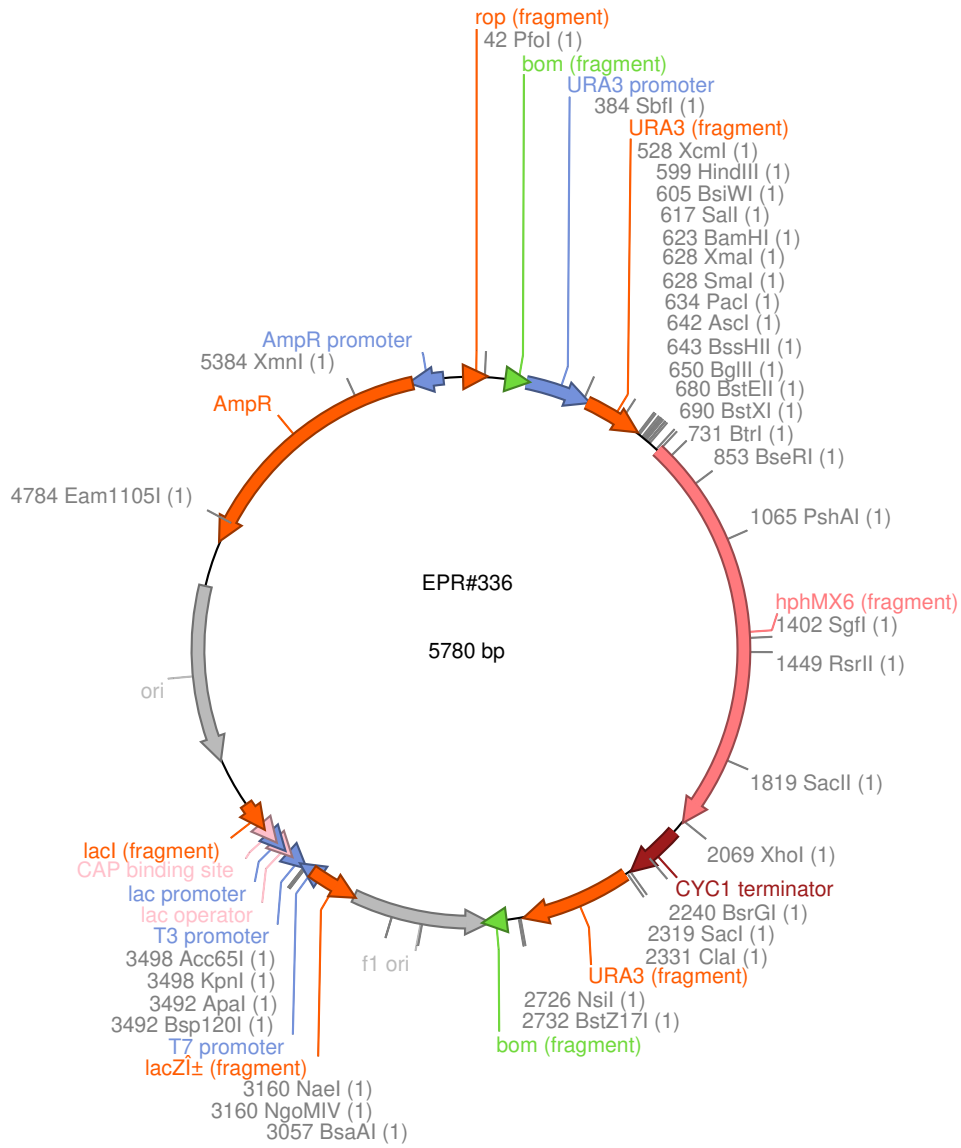 rop (fragment)
42 PfoI (1)
bom (fragment)
URA3 promoter
384 SbfI (1)
URA3 (fragment)
528 XcmI (1)
599 HindIII (1)
605 BsiWI (1)
617 SalI (1)
623 BamHI (1)
628 XmaI (1)
628 SmaI (1)
634 PacI (1)
642 AscI (1)
643 BssHII (1)
650 BglII (1)
680 BstEII (1)
690 BstXI (1)
731 BtrI (1)
853 BseRI (1)
1065 PshAI (1)
hphMX6 (fragment)
1402 SgfI (1)
1449 RsrII (1)
1819 SacII (1)
2069 XhoI (1)
CYC1 terminator
2240 BsrGI (1)
2319 SacI (1)
2331 ClaI (1)
URA3 (fragment)
2726 NsiI (1)
2732 BstZ17I (1)
bom (fragment)
f1 ori
3057 BsaAI (1)
3160 NgoMIV (1)
3160 NaeI (1)
lacZÎ± (fragment)
T7 promoter
3492 Bsp120I (1)
3492 ApaI (1)
3498 KpnI (1)
3498 Acc65I (1)
T3 promoter
lac operator
lac promoter
CAP binding site
lacI (fragment)
ori
4784 Eam1105I (1)
AmpR
5384 XmnI (1)
AmpR promoter
EPR#336
5780 bp